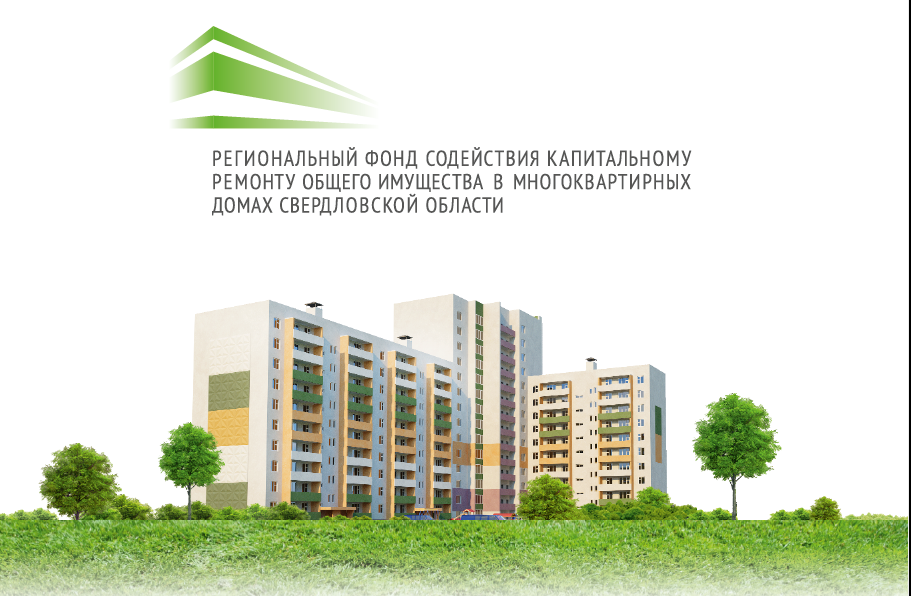 РЕГИОНАЛЬНЫЙ ФОНД СОДЕЙСТВИЯ КАПИТАЛЬНОМУ
РЕМОНТУ ОБЩЕГО ИМУЩЕСТВА В МНОГОКВАРТИРНЫХ
ДОМАХ СВЕРДЛОВСКОЙ ОБЛАСТИ